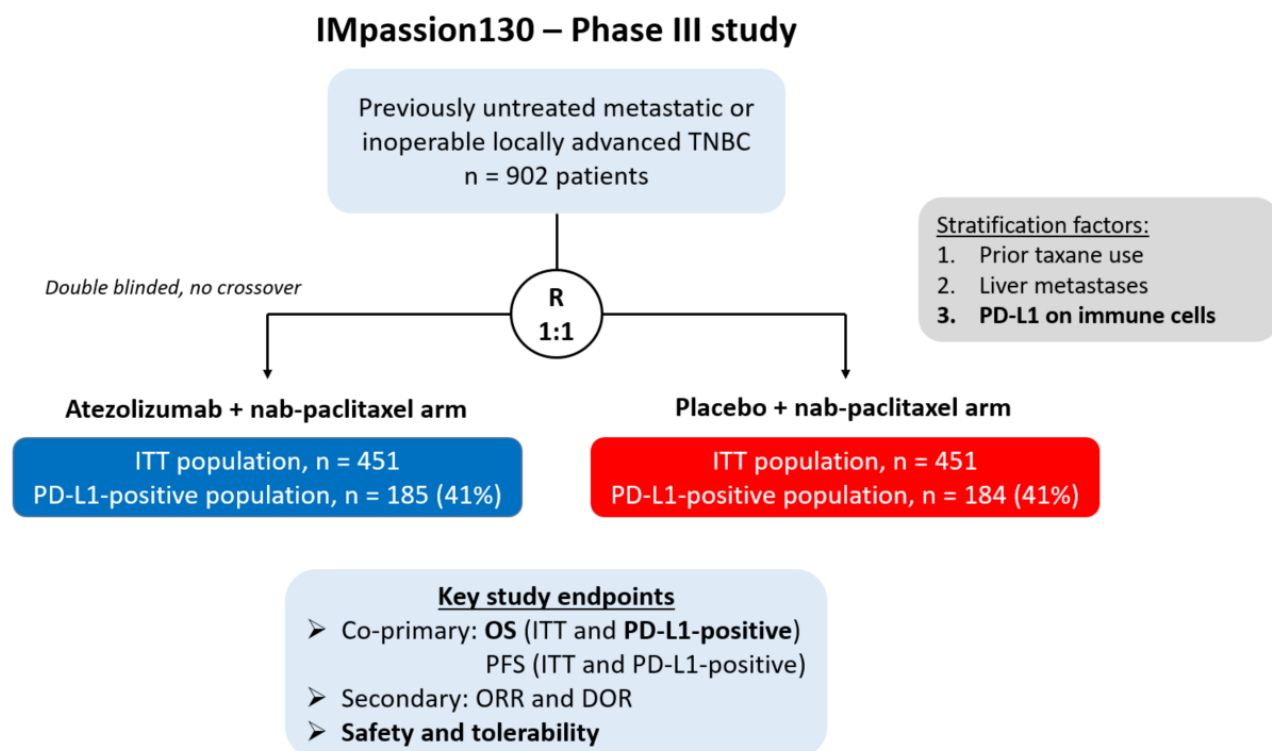 IMpassion130 – Phase III study
Previously untreated metastatic or
inoperable locally advanced TNBC
n = 902 patients
Stratification factors:
1. Prior taxane use
2. Liver metastases
3. PD-L1 on immune cells
Double blinded, no crossover
R
1:1
Atezolizumab + nab-paclitaxel arm
ITT population, n = 451
PD-L1-positive population, n = 185 (41%)
Placebo + nab-paclitaxel arm
ITT population, n = 451
PD-L1-positive population, n = 184 (41%)
Key study endpoints
➢ Co-primary: OS (ITT and PD-L1-positive)
PFS (ITT and PD-L1-positive)
➢ Secondary: ORR and DOR
➢ Safety and tolerability